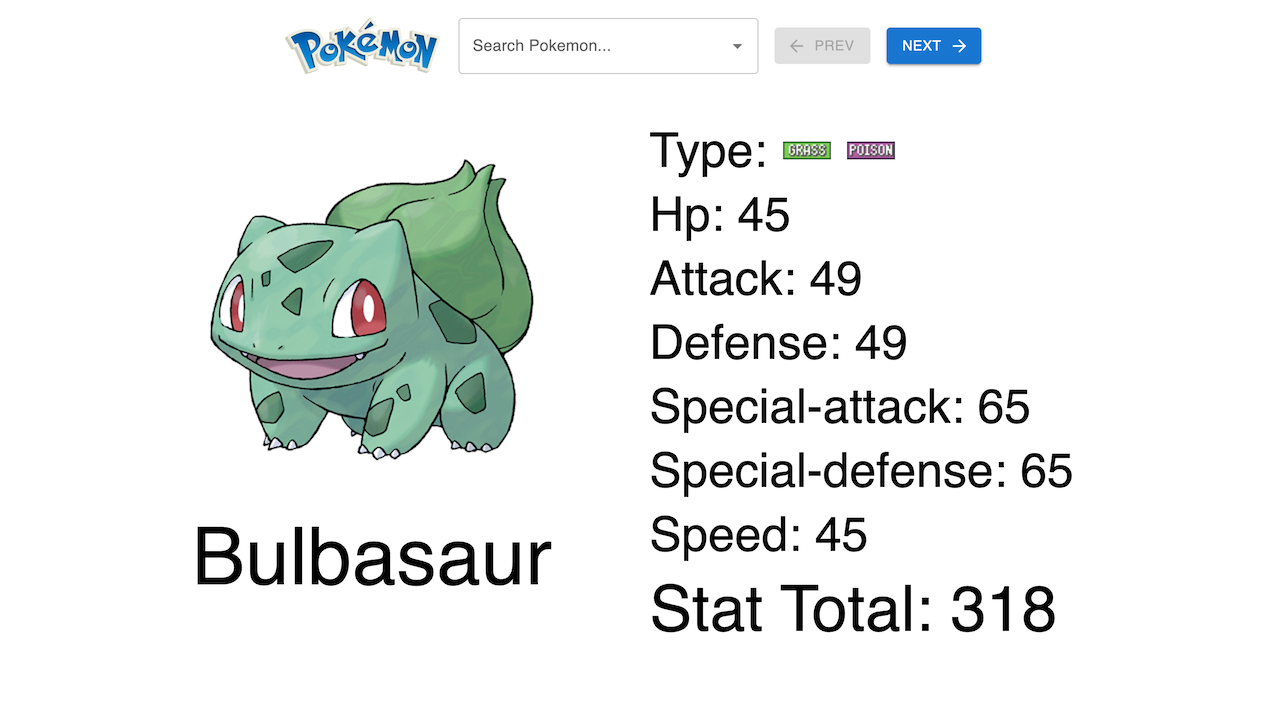 POKéMON
Search Pokemon...
PREV
NEXT
Type: GRASS POISON
Hp: 45
Attack: 49
Defense: 49
Special-attack: 65
Special-defense: 65
Speed: 45
Stat Total: 318
Bulbasaur